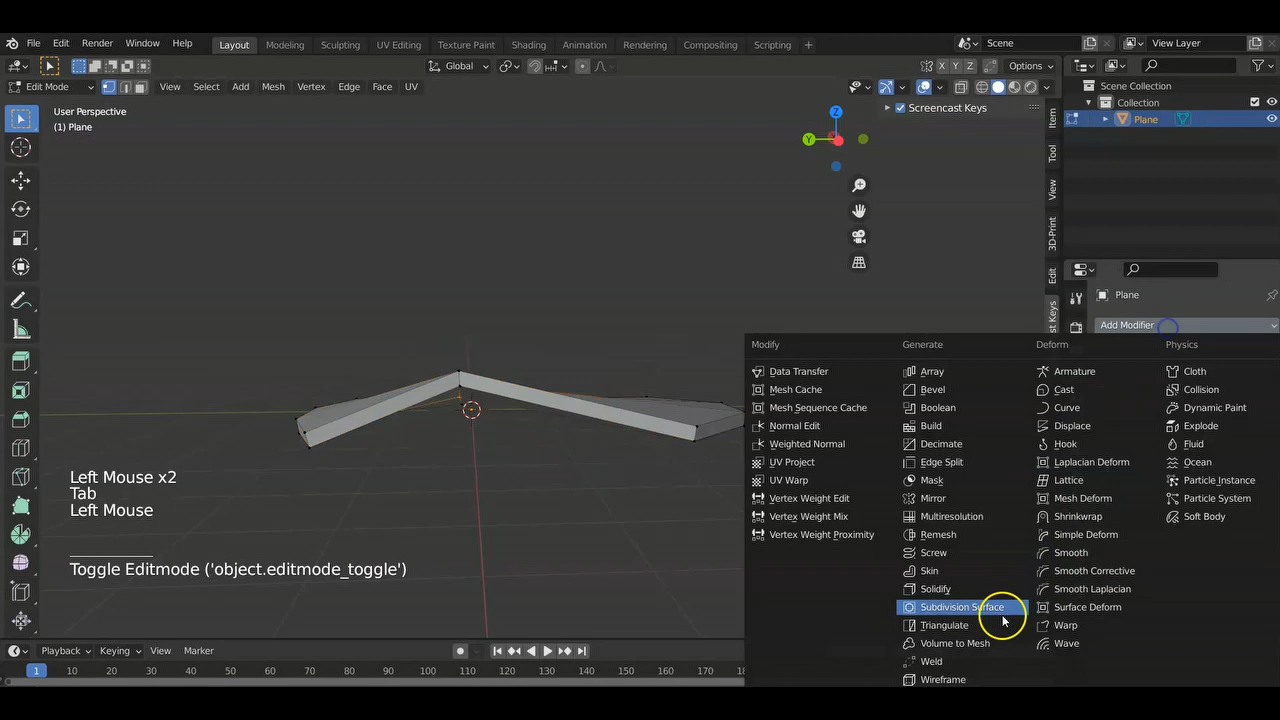 File Edit Render Window Help Layout Modeling Sculpting UV Editing Texture Paint Shading Animation Rendering Compositing Scripting + Scene View Layer
Global X Y Z Options
Edit Mode View Select Add Mesh Vertex Edge Face UV
User Perspective
(1) Plane
Screencast Keys
Scene Collection
Collection
Plane
Z
Y
Item
Tool
View
3D-Print
Edit
Plane
Add Modifier
Modify Generate Deform Physics
Data Transfer Array Armature Cloth
Mesh Cache Bevel Cast Collision
Mesh Sequence Cache Boolean Curve Dynamic Paint
Normal Edit Build Displace Explode
Weighted Normal Decimate Hook Fluid
UV Project Edge Split Laplacian Deform Ocean
UV Warp Mask Lattice Particle Instance
Vertex Weight Edit Mirror Mesh Deform Particle System
Vertex Weight Mix Multiresolution Shrinkwrap Soft Body
Vertex Weight Proximity Remesh Simple Deform
Screw Smooth
Skin Smooth Corrective
Solidify Smooth Laplacian
Subdivision Surface Surface Deform
Triangulate Warp
Volume to Mesh Wave
Weld
Wireframe
Left Mouse x2
Tab
Left Mouse
Toggle Editmode ('object.editmode_toggle')
Playback Keying View Marker
1 10 20 30 40 50 60 70 80 90 100 110 120 130 140 150 160 170